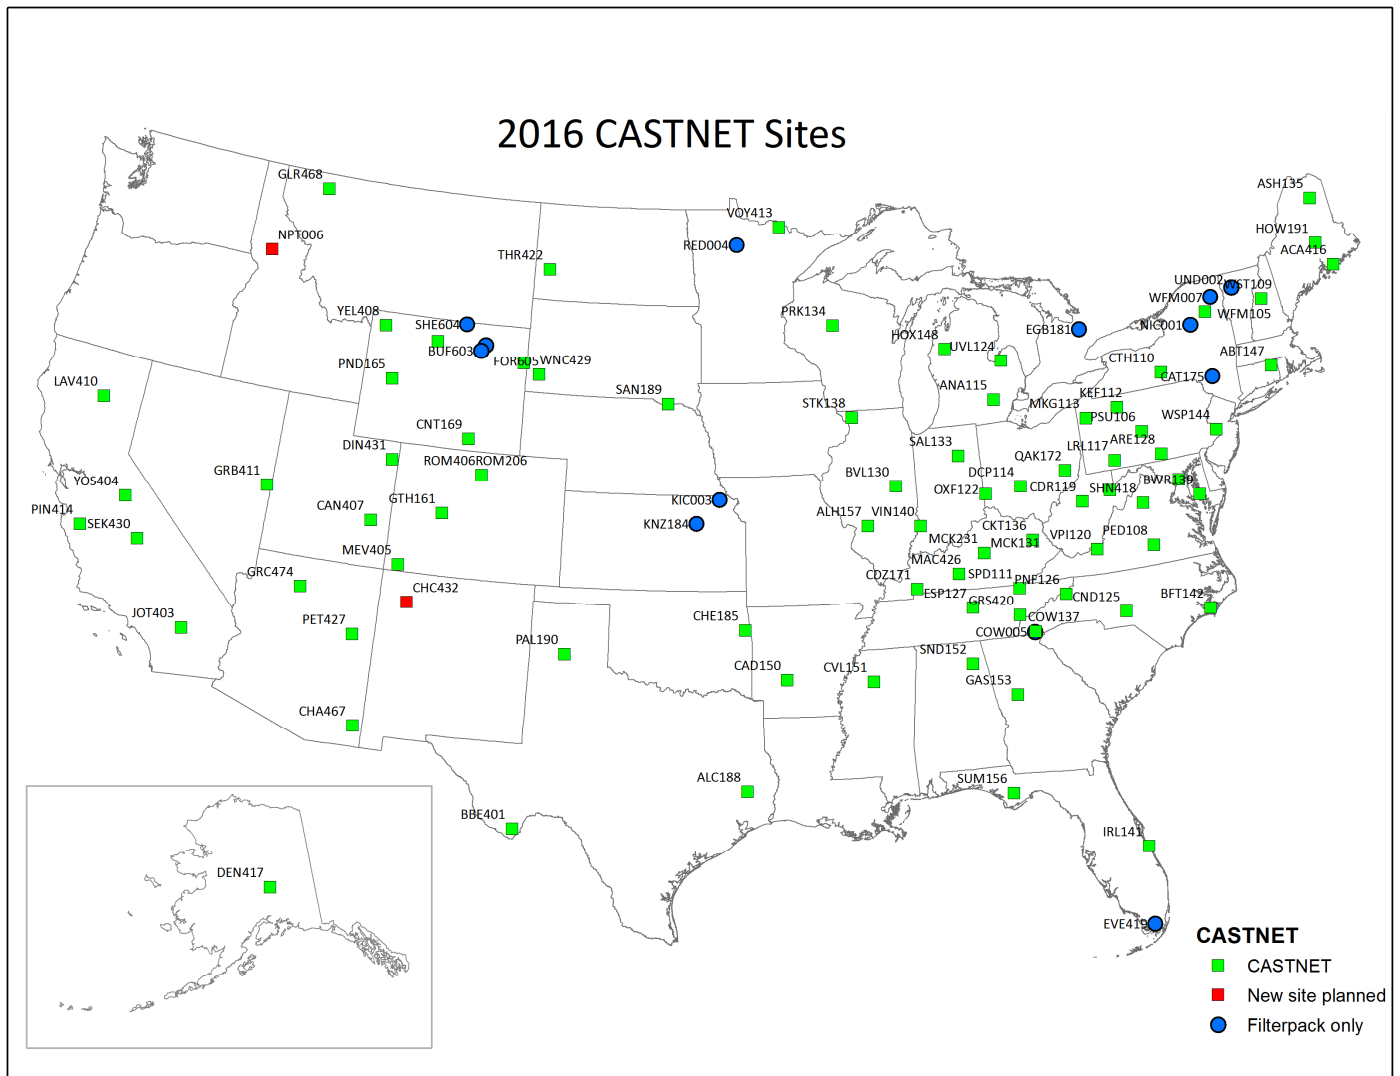 2016 CASTNET Sites
GLR468
ASH135
VOY413
NPT006
HOW191
RED004
ACA416
THR422
UND002
WST109
WFM007
YEL408
PRK134
WFM105
SHE604
NIC001
EGB181
HOX148
UVL124
BUF603
ABT147
FOR605
WNC429
CTH110
PND165
CAT175
LAV410
ANA115
SAN189
KEF112
STK138
MKG113
WSP144
PSU106
CNT169
ARE128
SAL133
DIN431
LRL117
QAK172
ROM406
ROM206
GRB411
BVL130
DCP114
YOS404
BWR139
CDR119
SHN418
OXF122
GTH161
KIC003
CAN407
PIN414
ALH157
VIN140
SEK430
KNZ184
CKT136
PED108
VPI120
MCK231
MCK131
MEV405
MAC426
GRC474
CDZ171
SPD111
PNF126
CHC432
ESP127
BFT142
CND125
GRS420
JOT403
CHE185
COW137
PET427
COW005
PAL190
SND152
CAD150
CVL151
GAS153
CHA467
ALC188
SUM156
BBE401
IRL141
DEN417
EVE419
CASTNET
CASTNET
New site planned
Filterpack only